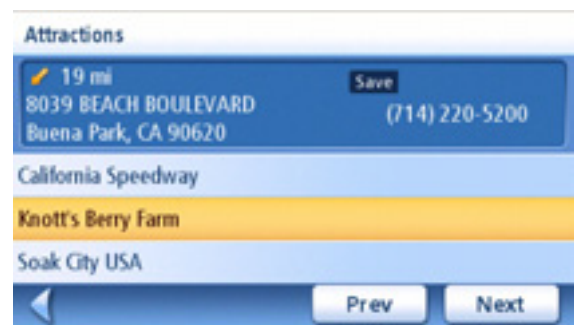 Attractions
19 mi
Save
8039 BEACH BOULEVARD
(714) 220-5200
Buena Park, CA 90620
California Speedway
Knott's Berry Farm
Soak City USA
Prev
Next